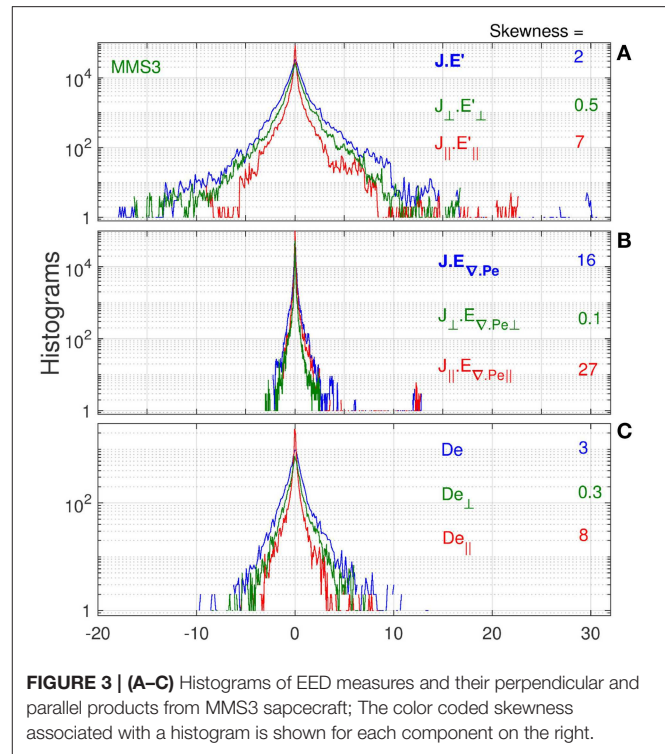 Skewness =
A
MMS3
J.E' 2
J⊥.E'⊥ 0.5
J||.E'|| 7
10^4
10^2
1
B
J.E∇.Pe 16
J⊥.E∇.Pe⊥ 0.1
J||.E∇.Pe|| 27
10^4
10^2
1
Histograms
C
De 3
De⊥ 0.3
De|| 8
10^2
1
-20 -10 0 10 20 30
FIGURE 3 | (A–C) Histograms of EED measures and their perpendicular and
parallel products from MMS3 sapcecraft; The color coded skewness
associated with a histogram is shown for each component on the right.